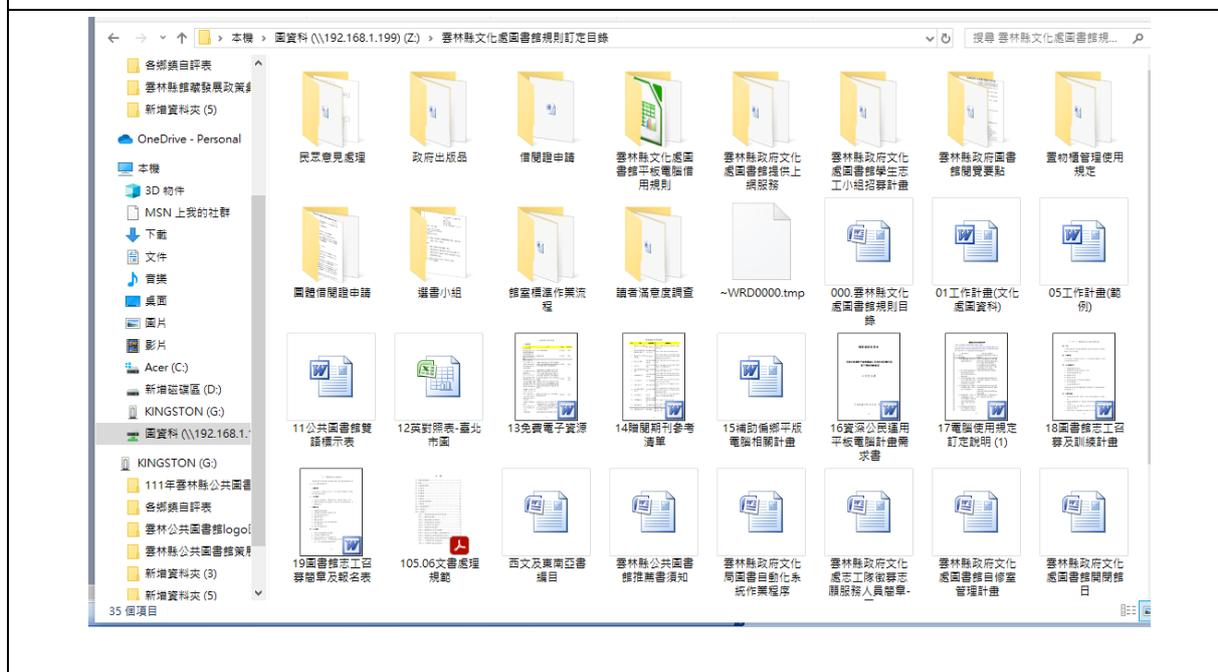 本機 › 圖資科 (\\192.168.1.199) (Z:) › 雲林縣文化處圖書館規則訂定目錄
搜尋 雲林縣文化處圖書館規...
各鄉鎮自評表
雲林縣館藏發展政策
新增資料夾 (5)
OneDrive - Personal
本機
3D 物件
MSN 上我的社群
下載
文件
音樂
桌面
圖片
影片
Acer (C:)
新增磁碟區 (D:)
KINGSTON (G:)
圖資科 (\\192.168.1.
KINGSTON (G:)
111年雲林縣公共圖書
各鄉鎮自評表
雲林公共圖書館logo
雲林縣公共圖書館策
新增資料夾 (3)
新增資料夾 (5)
民眾意見處理
政府出版品
借閱證申請
雲林縣文化處圖
書館平板電腦借
用規則
雲林縣政府文化
處圖書館提供上
網服務
雲林縣政府文化
處圖書館學生志
工小組招募計畫
雲林縣政府圖書
館閱覽要點
置物櫃管理使用
規定
團體借閱證申請
選書小組
館室標準作業流
程
讀者滿意度調查
~WRD0000.tmp
000.雲林縣文化
處圖書館規則目
錄
01工作計畫(文化
處圖資科)
05工作計畫(範
例)
11公共圖書館雙
語標示表
12英對照表-臺北
市圖
13免費電子資源
14贈閱期刊參考
清單
15補助偏鄉平版
電腦相關計畫
16資深公民運用
平板電腦計畫需
求書
17電腦使用規定
訂定說明 (1)
18圖書館志工召
募及訓練計畫
19圖書館志工召
募簡章及報名表
105.06文書處理
規範
西文及東南亞書
編目
雲林縣公共圖書
館推薦書須知
雲林縣政府文化
局圖書自動化系
統作業程序
雲林縣政府文化
處志工隊徵募志
願服務人員簡章-
雲林縣政府文化
處圖書館自修室
管理計畫
雲林縣政府文化
處圖書館開閉館
日
35 個項目